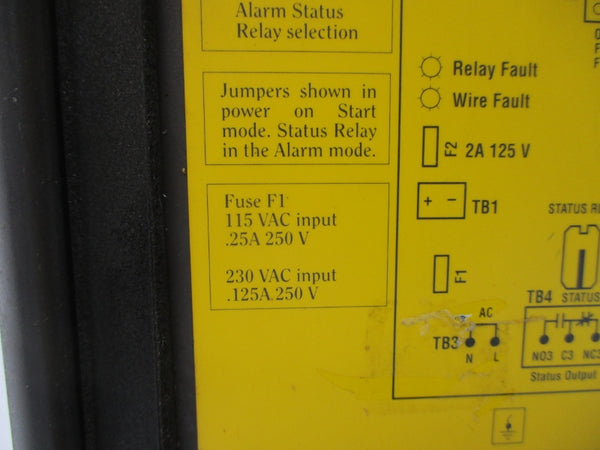 Alarm Status
Relay selection
Jumpers shown in
power on Start
mode. Status Relay
in the Alarm mode.
Fuse F1
115 VAC input
.25A 250 V
230 VAC input
.125A.250 V
Relay Fault
Wire Fault
F2 2A 125 V
+ − TB1
F1
AC
TB3
N L
STATUS
TB4 STATUS
NO3 C3 NC3
Status Output